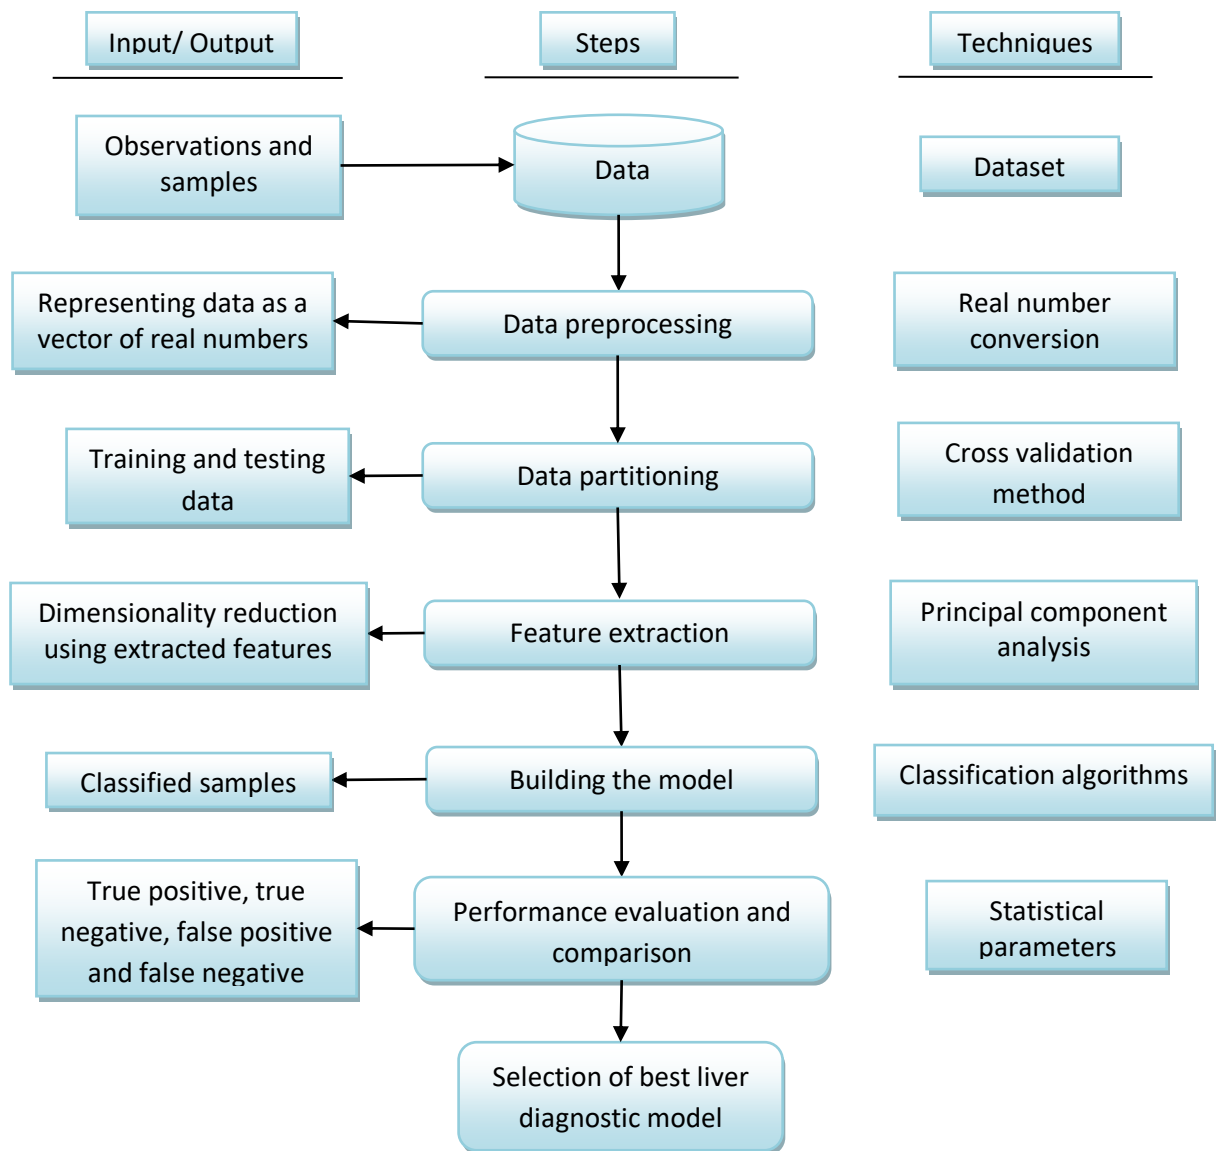 Input/ Output
Steps
Techniques
Observations and
samples
Data
Dataset
Representing data as a
vector of real numbers
Data preprocessing
Real number
conversion
Training and testing
data
Data partitioning
Cross validation
method
Dimensionality reduction
using extracted features
Feature extraction
Principal component
analysis
Classified samples
Building the model
Classification algorithms
True positive, true
negative, false positive
and false negative
Performance evaluation and
comparison
Statistical
parameters
Selection of best liver
diagnostic model